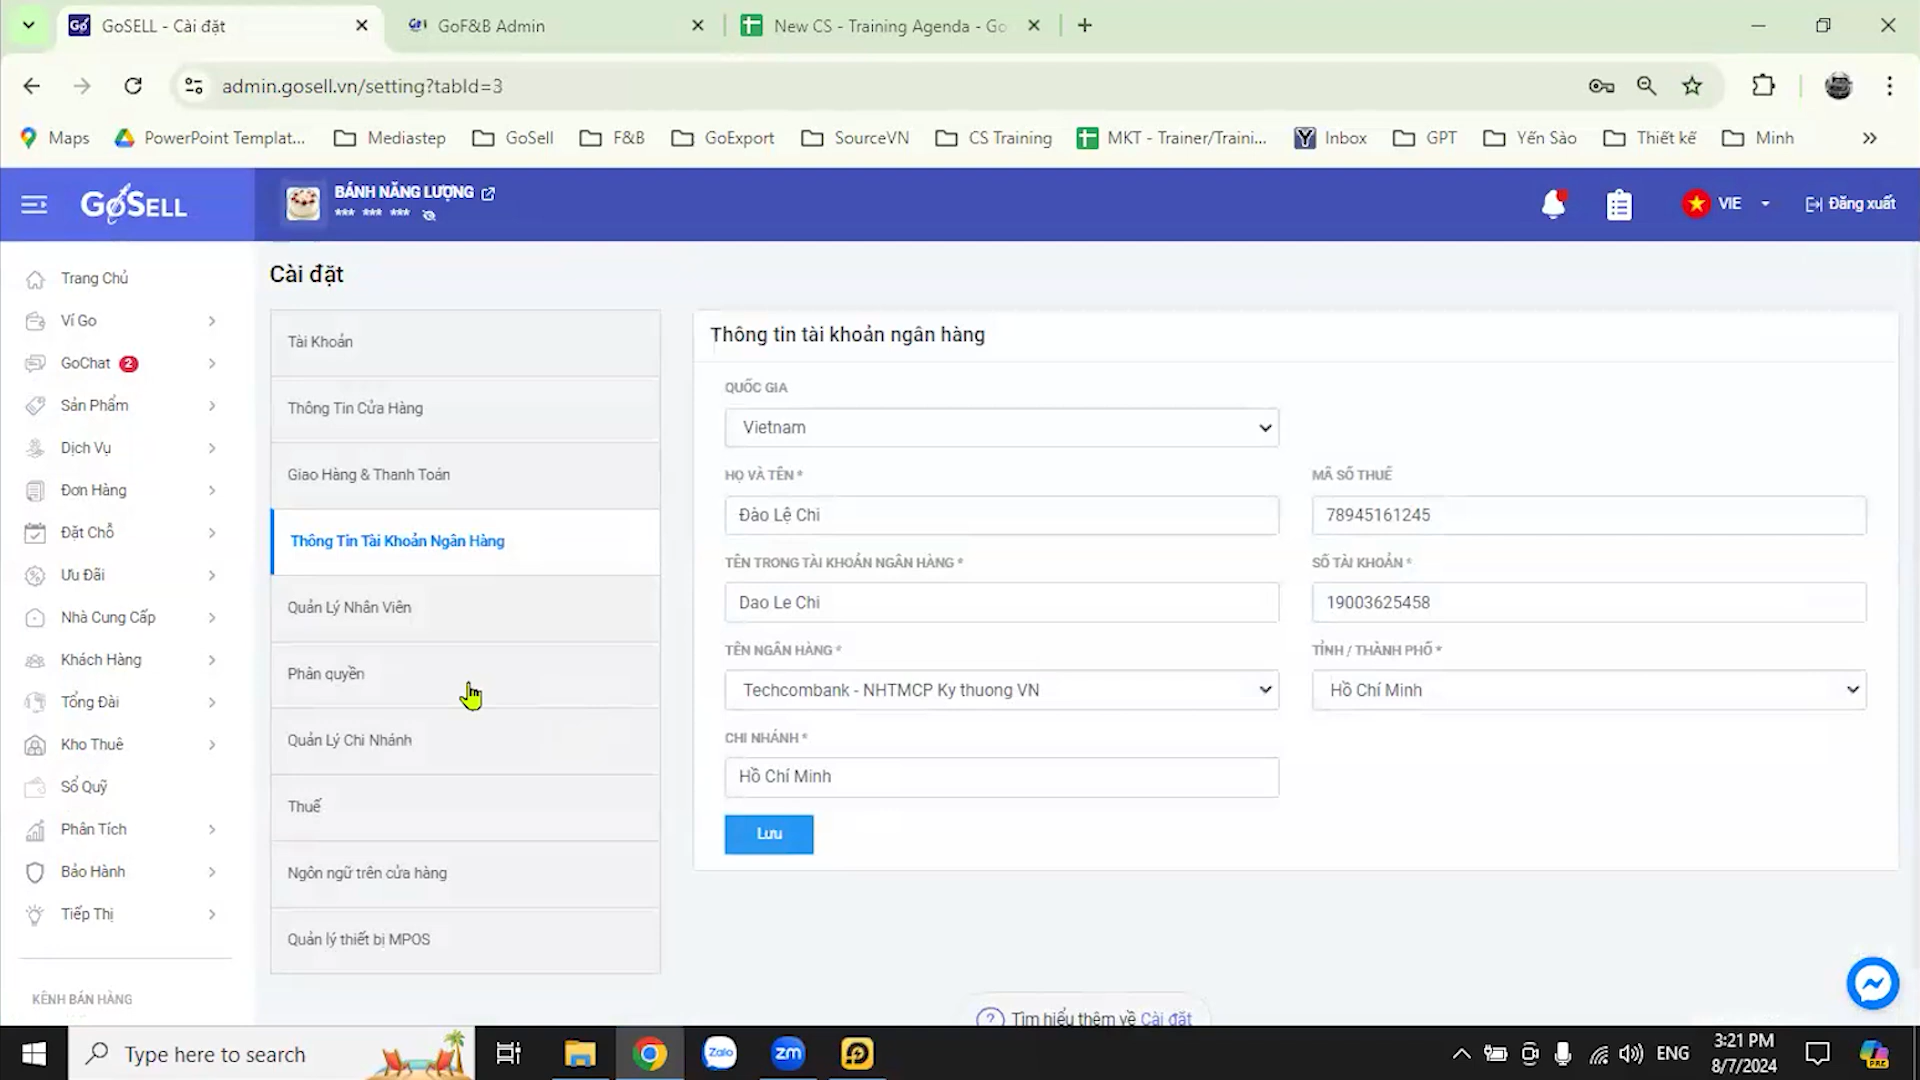 GoSELL - Cài đặt
GoF&B Admin
New CS - Training Agenda - Go
admin.gosell.vn/setting?tabId=3
Maps
PowerPoint Templat...
Mediastep
GoSell
F&B
GoExport
SourceVN
CS Training
MKT - Trainer/Traini...
Inbox
GPT
Yến Sào
Thiết kế
Minh
GOSELL
BÁNH NĂNG LƯỢNG
*** *** ***
VIE
Đăng xuất
Trang Chủ
Ví Go
GoChat 2
Sản Phẩm
Dịch Vụ
Đơn Hàng
Đặt Chỗ
Ưu Đãi
Nhà Cung Cấp
Khách Hàng
Tổng Đài
Kho Thuê
Sổ Quỹ
Phân Tích
Bảo Hành
Tiếp Thị
KÊNH BÁN HÀNG
Cài đặt
Tài Khoản
Thông Tin Cửa Hàng
Giao Hàng & Thanh Toán
Thông Tin Tài Khoản Ngân Hàng
Quản Lý Nhân Viên
Phân quyền
Quản Lý Chi Nhánh
Thuế
Ngôn ngữ trên cửa hàng
Quản lý thiết bị MPOS
Thông tin tài khoản ngân hàng
QUỐC GIA
Vietnam
HỌ VÀ TÊN *
MÃ SỐ THUẾ
Đào Lệ Chi
78945161245
TÊN TRONG TÀI KHOẢN NGÂN HÀNG *
SỐ TÀI KHOẢN *
Dao Le Chi
19003625458
TÊN NGÂN HÀNG *
TỈNH / THÀNH PHỐ *
Techcombank - NHTMCP Ky thuong VN
Hồ Chí Minh
CHI NHÁNH *
Hồ Chí Minh
Lưu
Tìm hiểu thêm về Cài đặt
Type here to search
Zalo
zm
ENG
3:21 PM
8/7/2024
PRE